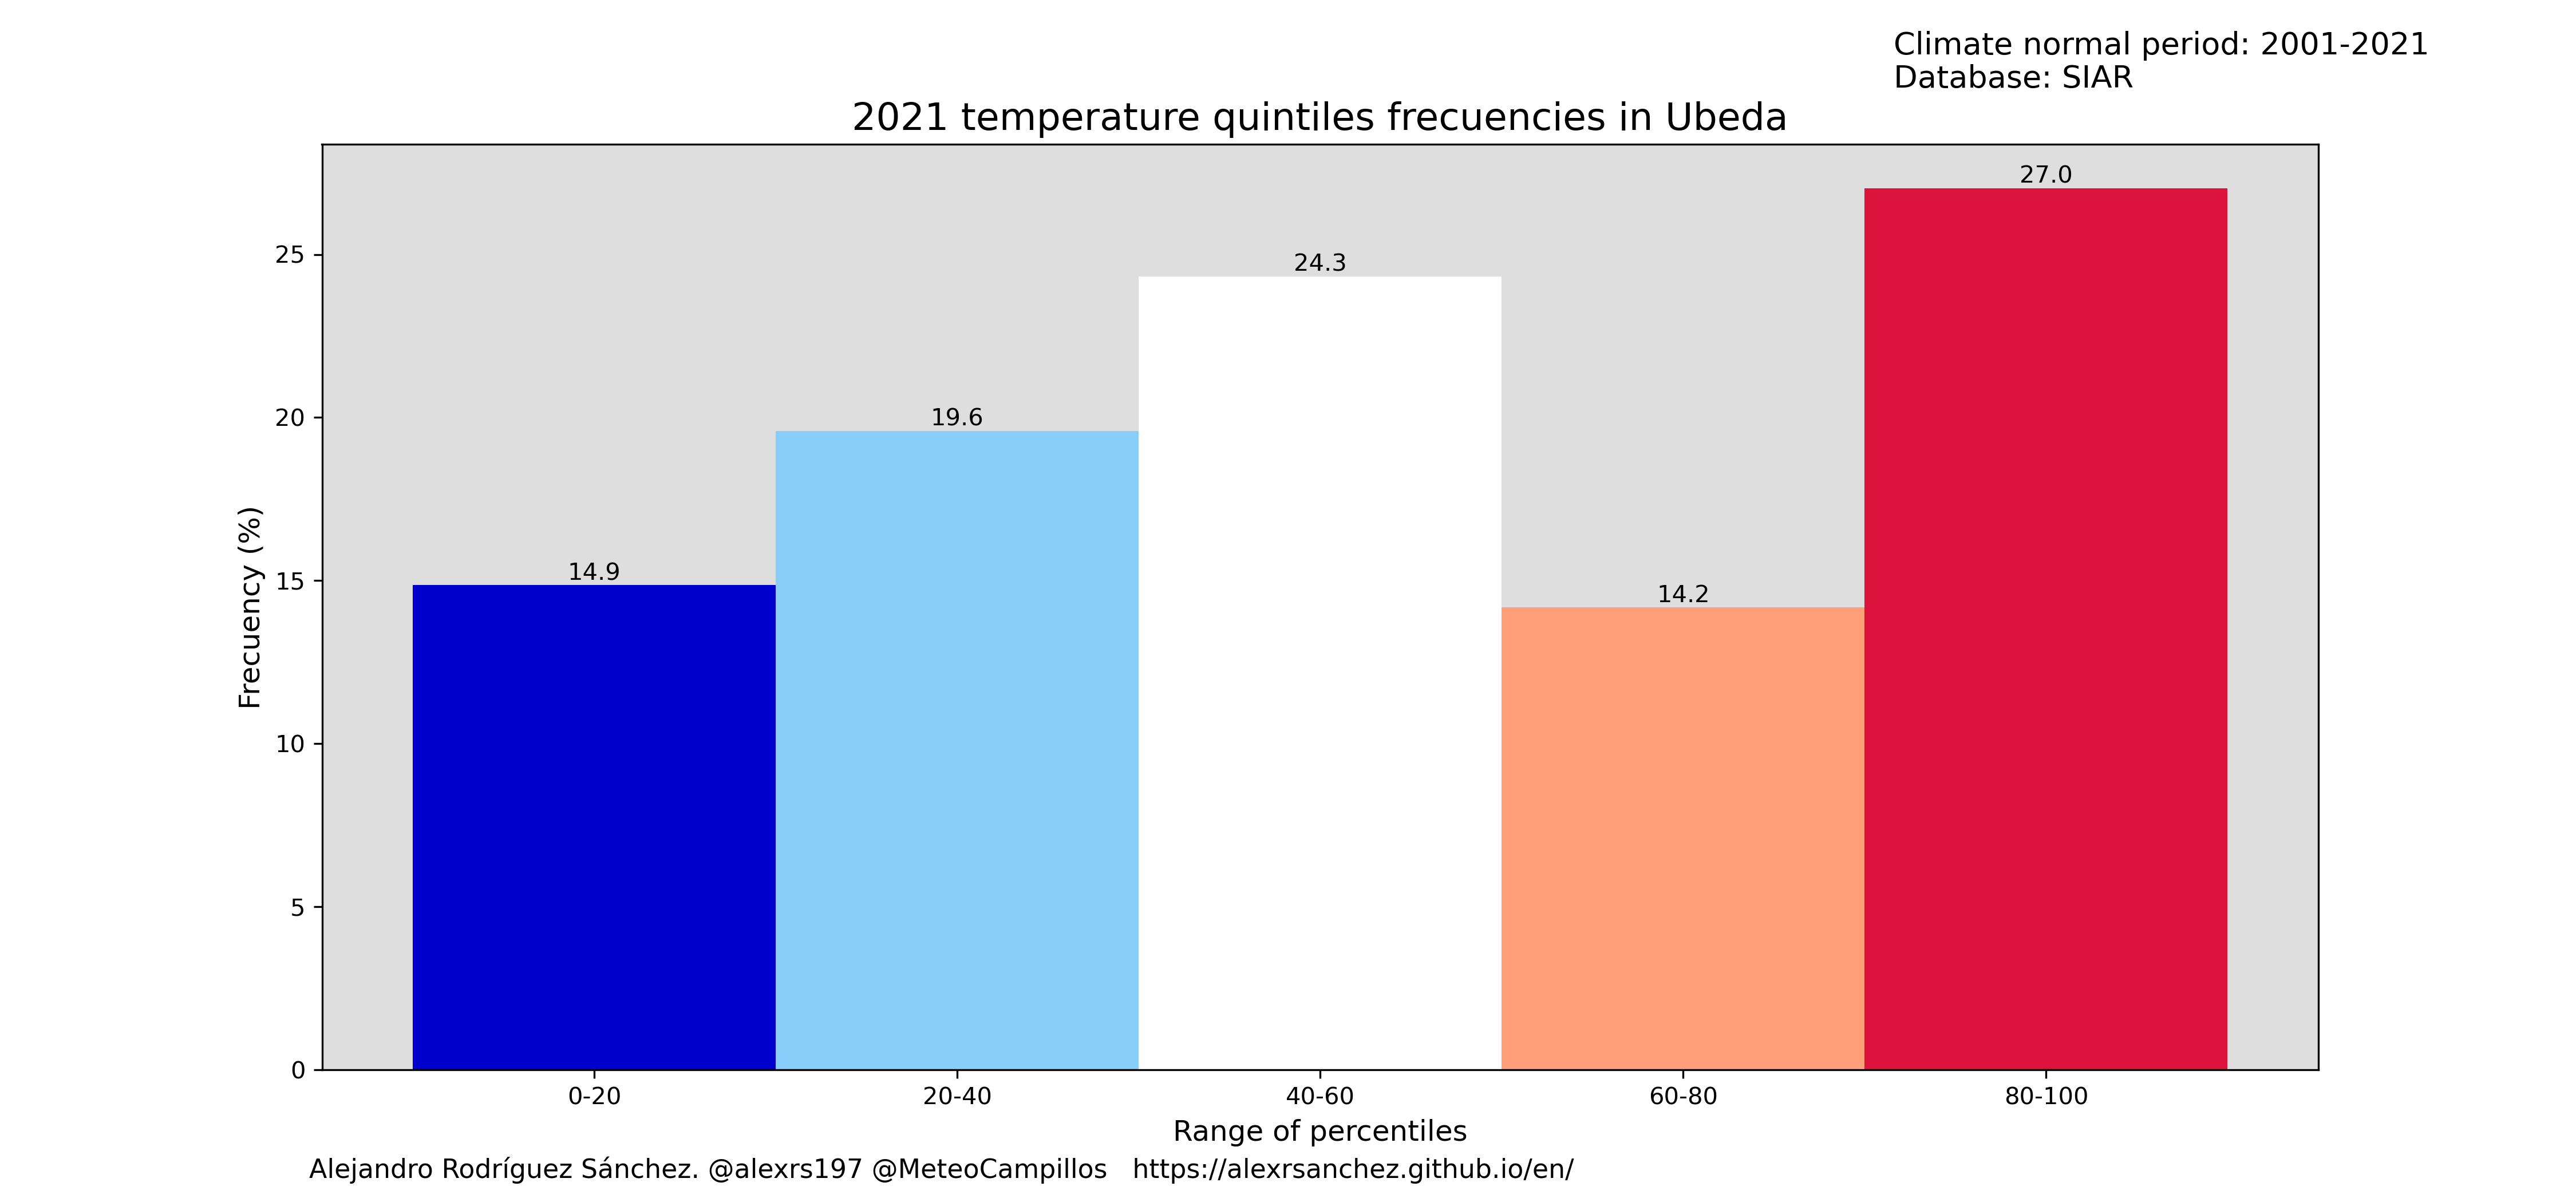 Climate normal period: 2001-2021
Database: SIAR
2021 temperature quintiles frecuencies in Ubeda
27.0
25
24.3
20
19.6
Frecuency (%)
15
14.9
14.2
10
5
0
0-20
20-40
40-60
60-80
80-100
Range of percentiles
Alejandro Rodríguez Sánchez. @alexrs197 @MeteoCampillos https://alexrsanchez.github.io/en/